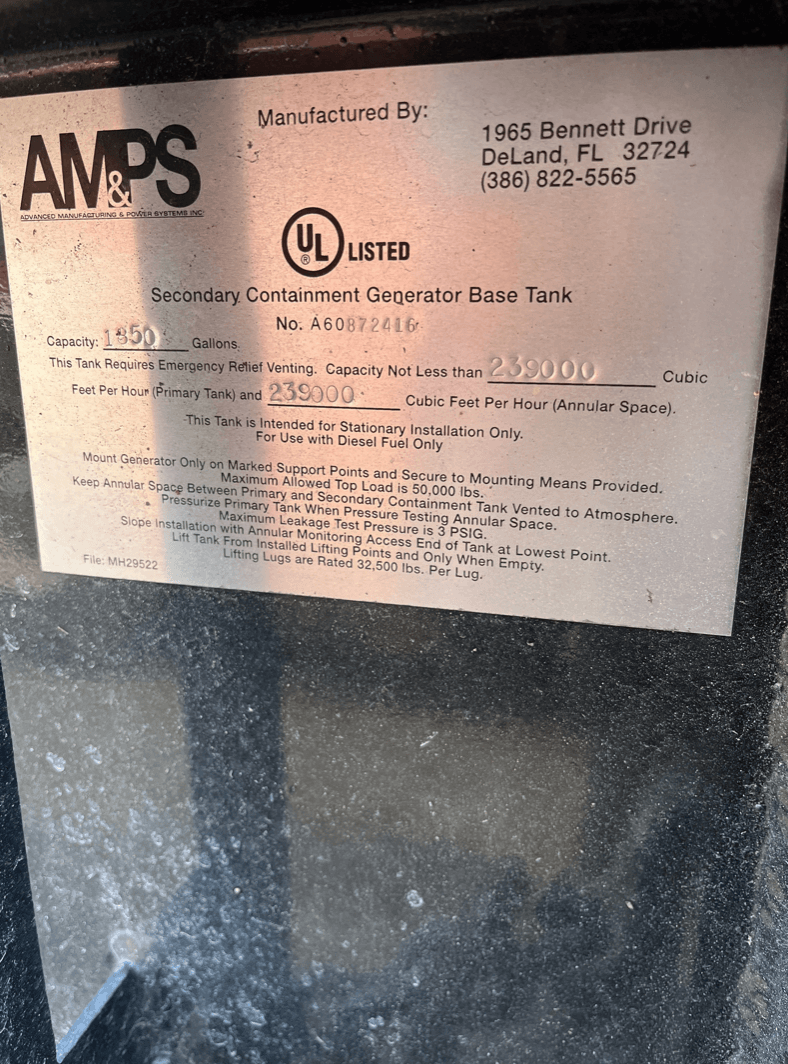 AM&PS
ADVANCED MANUFACTURING & POWER SYSTEMS INC
Manufactured By:
1965 Bennett Drive
DeLand, FL 32724
(386) 822-5565
UL ® LISTED
Secondary Containment Generator Base Tank
No. A60872416
Capacity: 1850 Gallons
This Tank Requires Emergency Relief Venting. Capacity Not Less than 239000 Cubic
Feet Per Hour (Primary Tank) and 239000 Cubic Feet Per Hour (Annular Space).
This Tank is Intended for Stationary Installation Only.
For Use with Diesel Fuel Only
Mount Generator Only on Marked Support Points and Secure to Mounting Means Provided.
Maximum Allowed Top Load is 50,000 lbs.
Keep Annular Space Between Primary and Secondary Containment Tank Vented to Atmosphere.
Pressurize Primary Tank When Pressure Testing Annular Space.
Maximum Leakage Test Pressure is 3 PSIG.
Slope Installation with Annular Monitoring Access End of Tank at Lowest Point.
Lift Tank From Installed Lifting Points and Only When Empty.
Lifting Lugs are Rated 32,500 lbs. Per Lug.
File: MH29522